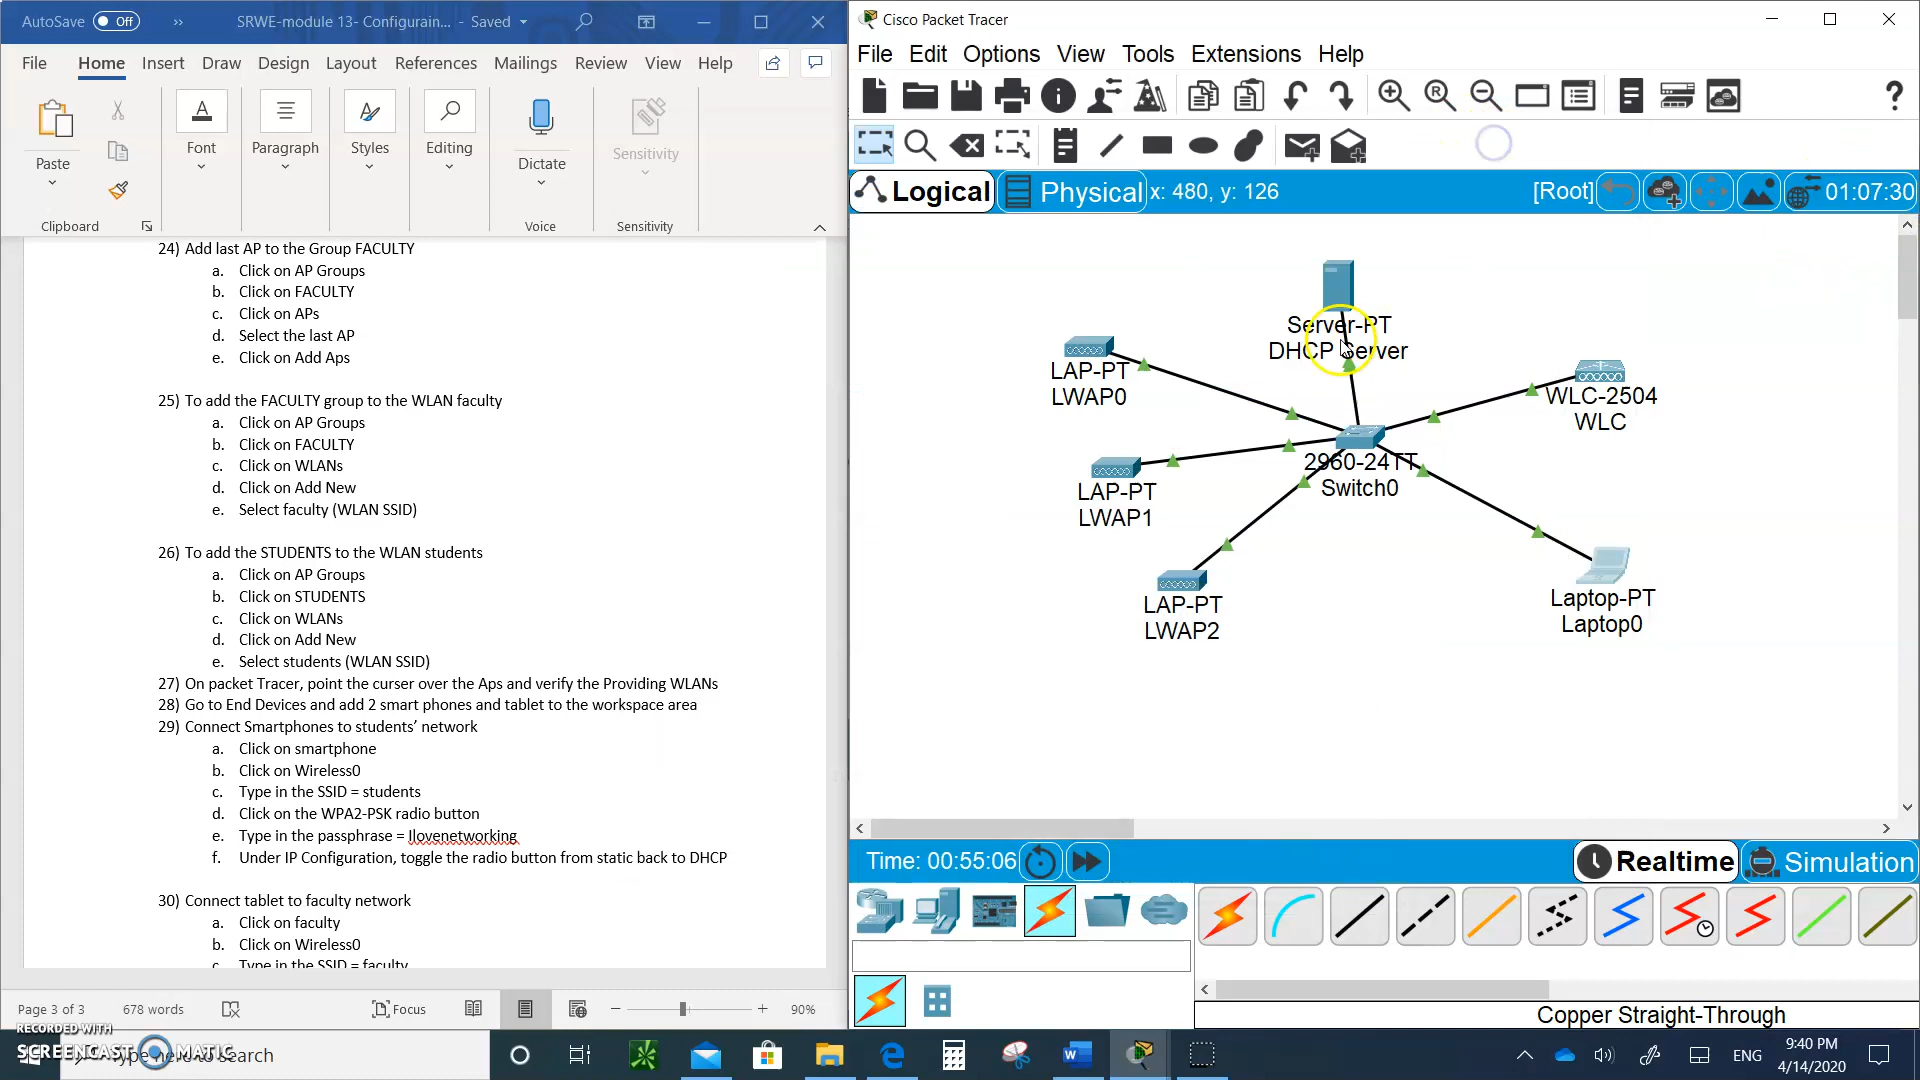 AutoSave Off
SRWE-module 13- Configurain... - Saved
File Home Insert Draw Design Layout References Mailings Review View Help
Paste
Font
Paragraph
Styles
Editing
Dictate
Sensitivity
Clipboard
Voice
Sensitivity
24) Add last AP to the Group FACULTY
a. Click on AP Groups
b. Click on FACULTY
c. Click on APs
d. Select the last AP
e. Click on Add Aps
25) To add the FACULTY group to the WLAN faculty
a. Click on AP Groups
b. Click on FACULTY
c. Click on WLANs
d. Click on Add New
e. Select faculty (WLAN SSID)
26) To add the STUDENTS to the WLAN students
a. Click on AP Groups
b. Click on STUDENTS
c. Click on WLANs
d. Click on Add New
e. Select students (WLAN SSID)
27) On packet Tracer, point the curser over the Aps and verify the Providing WLANs
28) Go to End Devices and add 2 smart phones and tablet to the workspace area
29) Connect Smartphones to students’ network
a. Click on smartphone
b. Click on Wireless0
c. Type in the SSID = students
d. Click on the WPA2-PSK radio button
e. Type in the passphrase = Ilovenetworking
f. Under IP Configuration, toggle the radio button from static back to DHCP
30) Connect tablet to faculty network
a. Click on faculty
b. Click on Wireless0
c. Type in the SSID = faculty
Page 3 of 3
678 words
Focus
90%
RECORDED WITH
SCREENCAST MATIC
Type here to search
Cisco Packet Tracer
File Edit Options View Tools Extensions Help
Logical
Physical
x: 480, y: 126
[Root]
01:07:30
Server-PT
DHCP Server
LAP-PT
LWAP0
WLC-2504
WLC
2960-24TT
Switch0
LAP-PT
LWAP1
LAP-PT
LWAP2
Laptop-PT
Laptop0
Time: 00:55:06
Realtime
Simulation
Copper Straight-Through
ENG
9:40 PM
4/14/2020